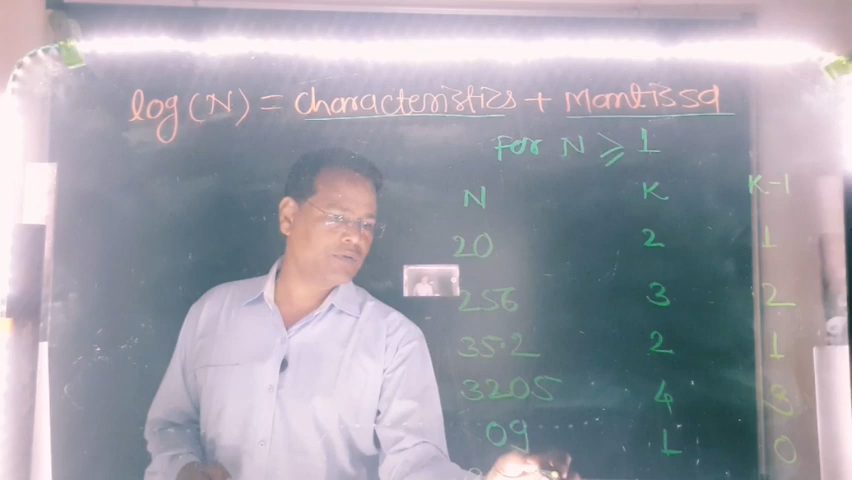 log (N) = characteristics + Mantissa
For N ≥ 1
N K K-1
20 2 1
256 3 2
35.2 2 1
3205 4 3
09 1 0